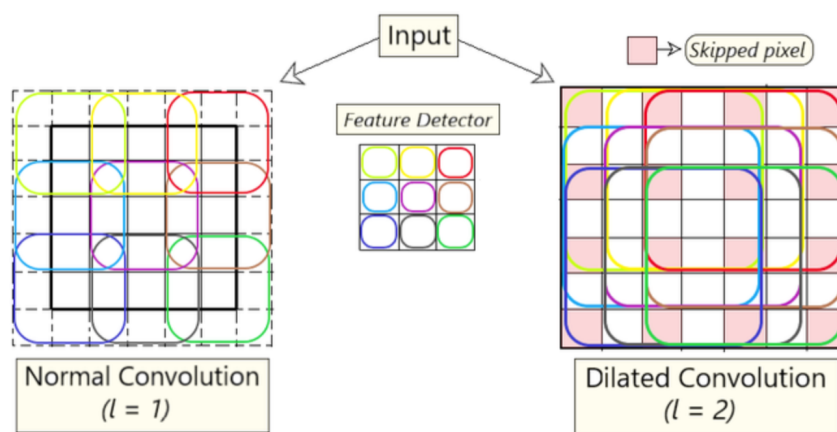 Input
Skipped pixel
Feature Detector
Normal Convolution
(l = 1)
Dilated Convolution
(l = 2)